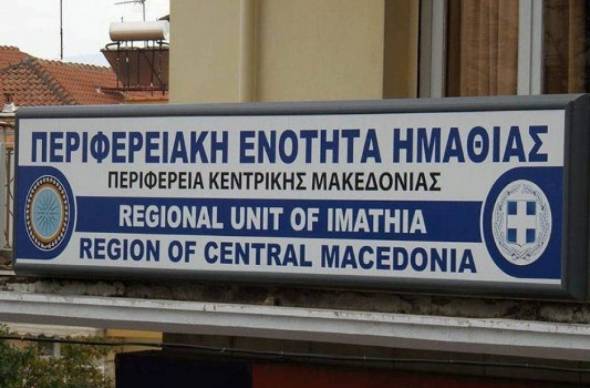 ΠΕΡΙΦΕΡΕΙΑΚΗ ΕΝΟΤΗΤΑ ΗΜΑΘΙΑΣ
ΠΕΡΙΦΕΡΕΙΑ ΚΕΝΤΡΙΚΗΣ ΜΑΚΕΔΟΝΙΑΣ
REGIONAL UNIT OF IMATHIA
REGION OF CENTRAL MACEDONIA